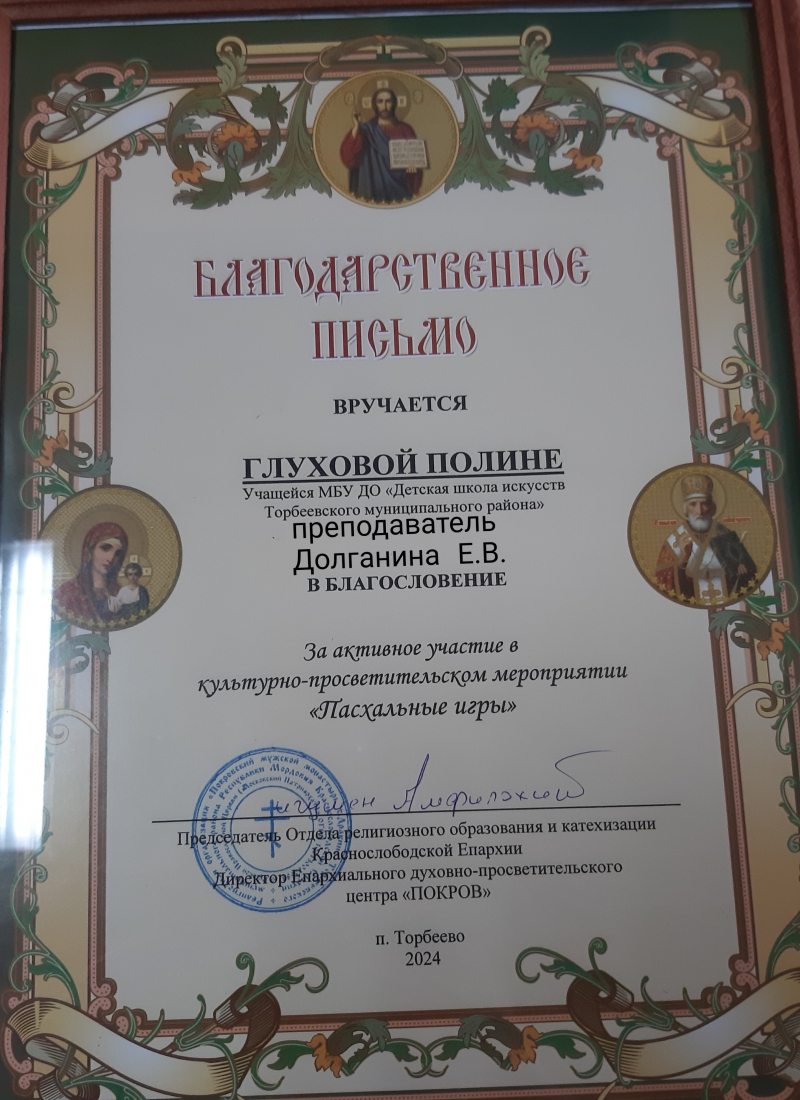 БЛАГОДАРСТВЕННОЕ
ПИСЬМО
ВРУЧАЕТСЯ
ГЛУХОВОЙ ПОЛИНЕ
Учащейся МБУ ДО «Детская школа искусств
Торбеевского муниципального района»
преподаватель
Долганина Е.В.
В БЛАГОСЛОВЕНИЕ
За активное участие в
культурно-просветительском мероприятии
«Пасхальные игры»
игумен Амфилохий
Председатель Отдела религиозного образования и катехизации
Краснослободской Епархии
Директор Епархиального духовно-просветительского
центра «ПОКРОВ»
п. Торбеево
2024